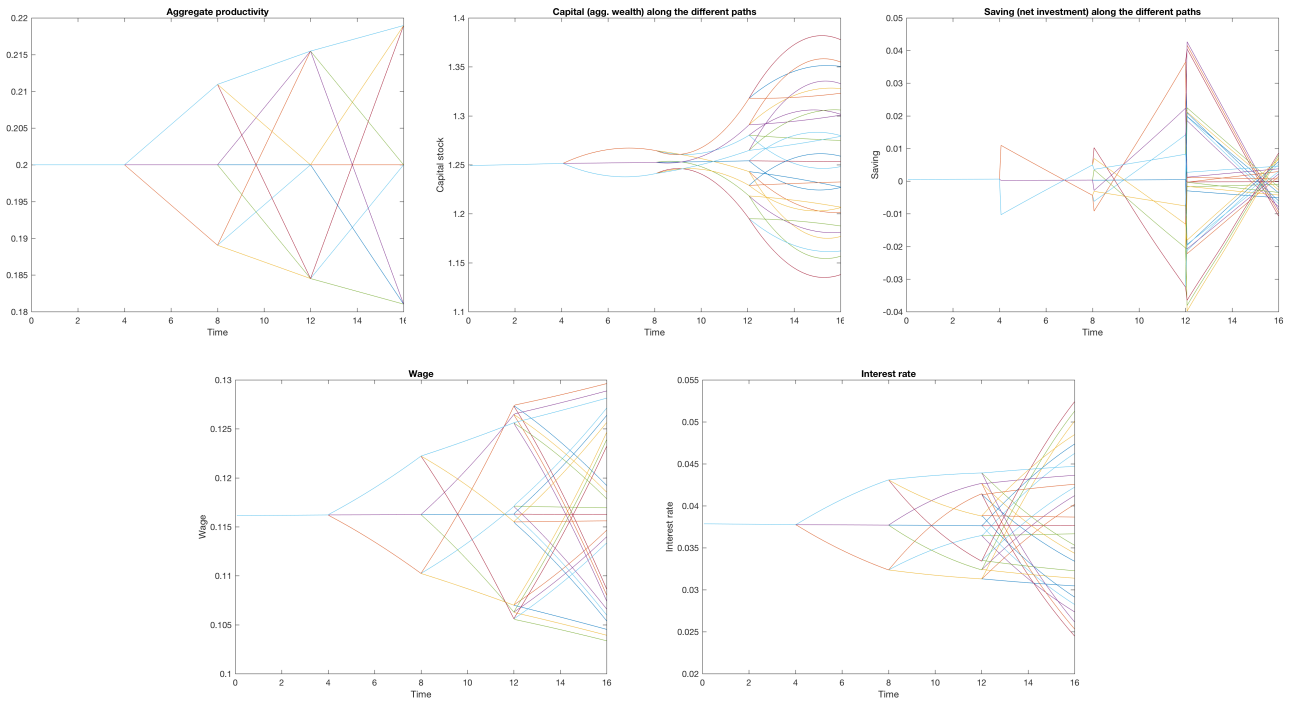 Aggregate productivity
0.22
0.215
0.21
0.205
0.2
0.195
0.19
0.185
0.18
0 2 4 6 8 10 12 14 16
Time
Capital (agg. wealth) along the different paths
Capital stock
1.4
1.35
1.3
1.25
1.2
1.15
1.1
0 2 4 6 8 10 12 14 16
Time
Saving (net investment) along the different paths
Saving
0.05
0.04
0.03
0.02
0.01
0
-0.01
-0.02
-0.03
-0.04
0 2 4 6 8 10 12 14 16
Time
Wage
Wage
0.13
0.125
0.12
0.115
0.11
0.105
0.1
0 2 4 6 8 10 12 14 16
Time
Interest rate
Interest rate
0.055
0.05
0.045
0.04
0.035
0.03
0.025
0.02
0 2 4 6 8 10 12 14 16
Time